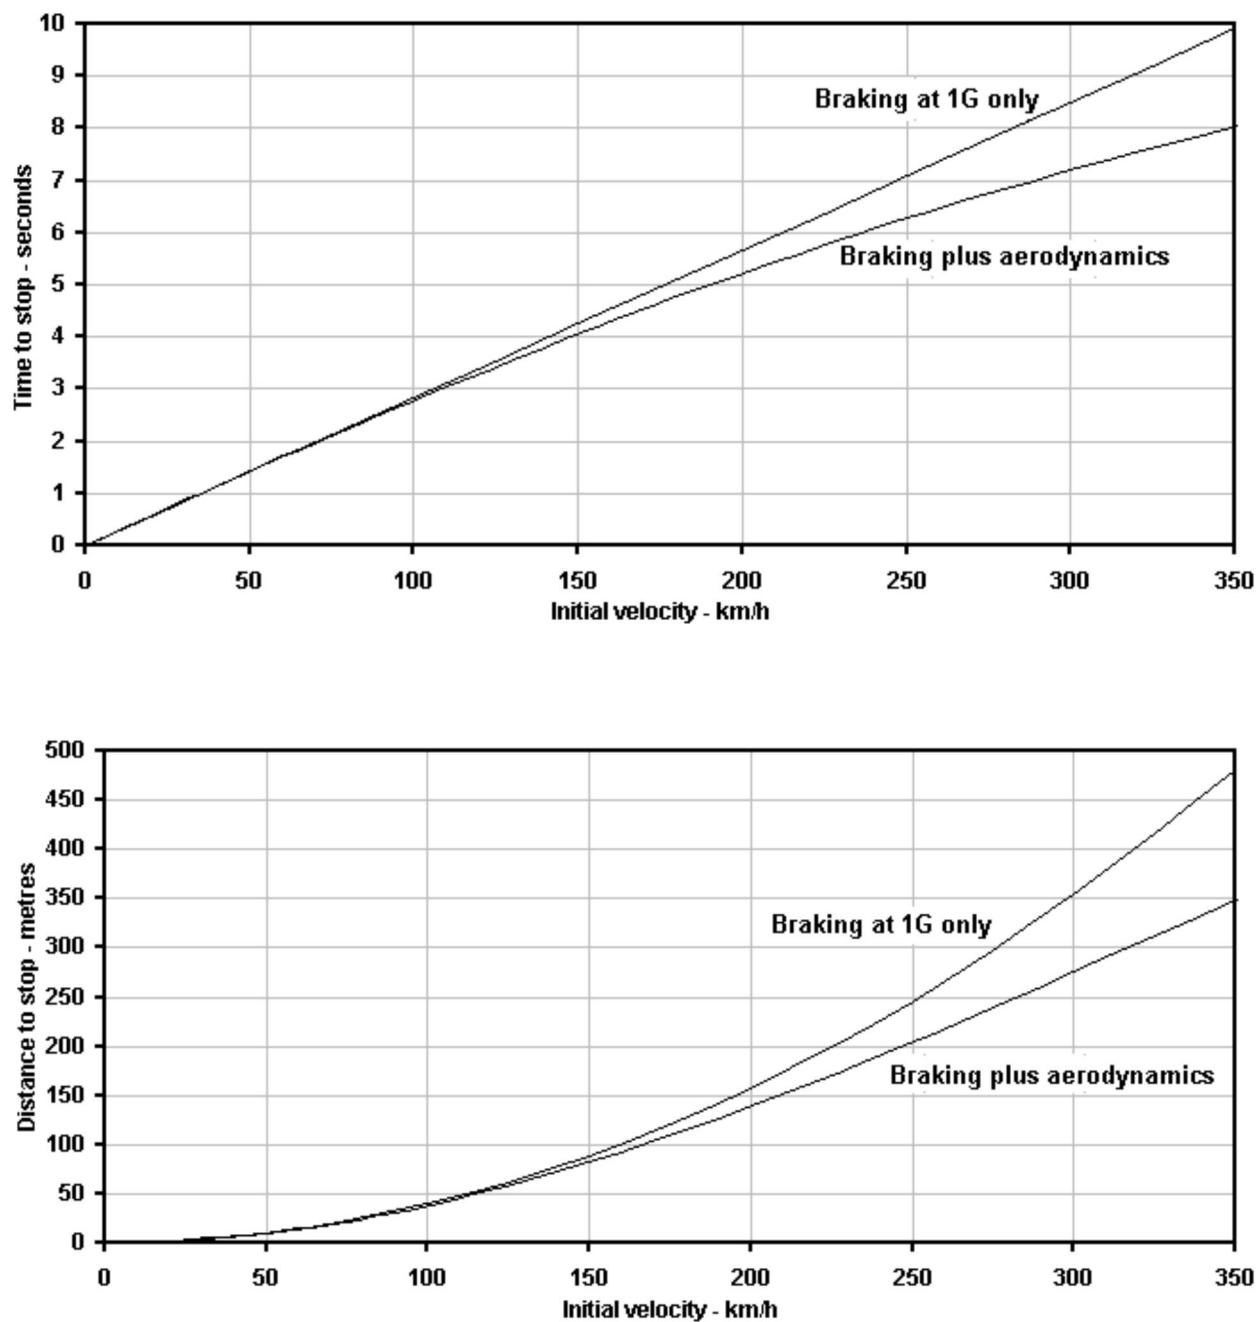 10
9
8
7
6
5
4
3
2
1
0
Time to stop - seconds
Braking at 1G only
Braking plus aerodynamics
0 50 100 150 200 250 300 350
Initial velocity - km/h
500
450
400
350
300
250
200
150
100
50
0
Distance to stop - metres
Braking at 1G only
Braking plus aerodynamics
0 50 100 150 200 250 300 350
Initial velocity - km/h